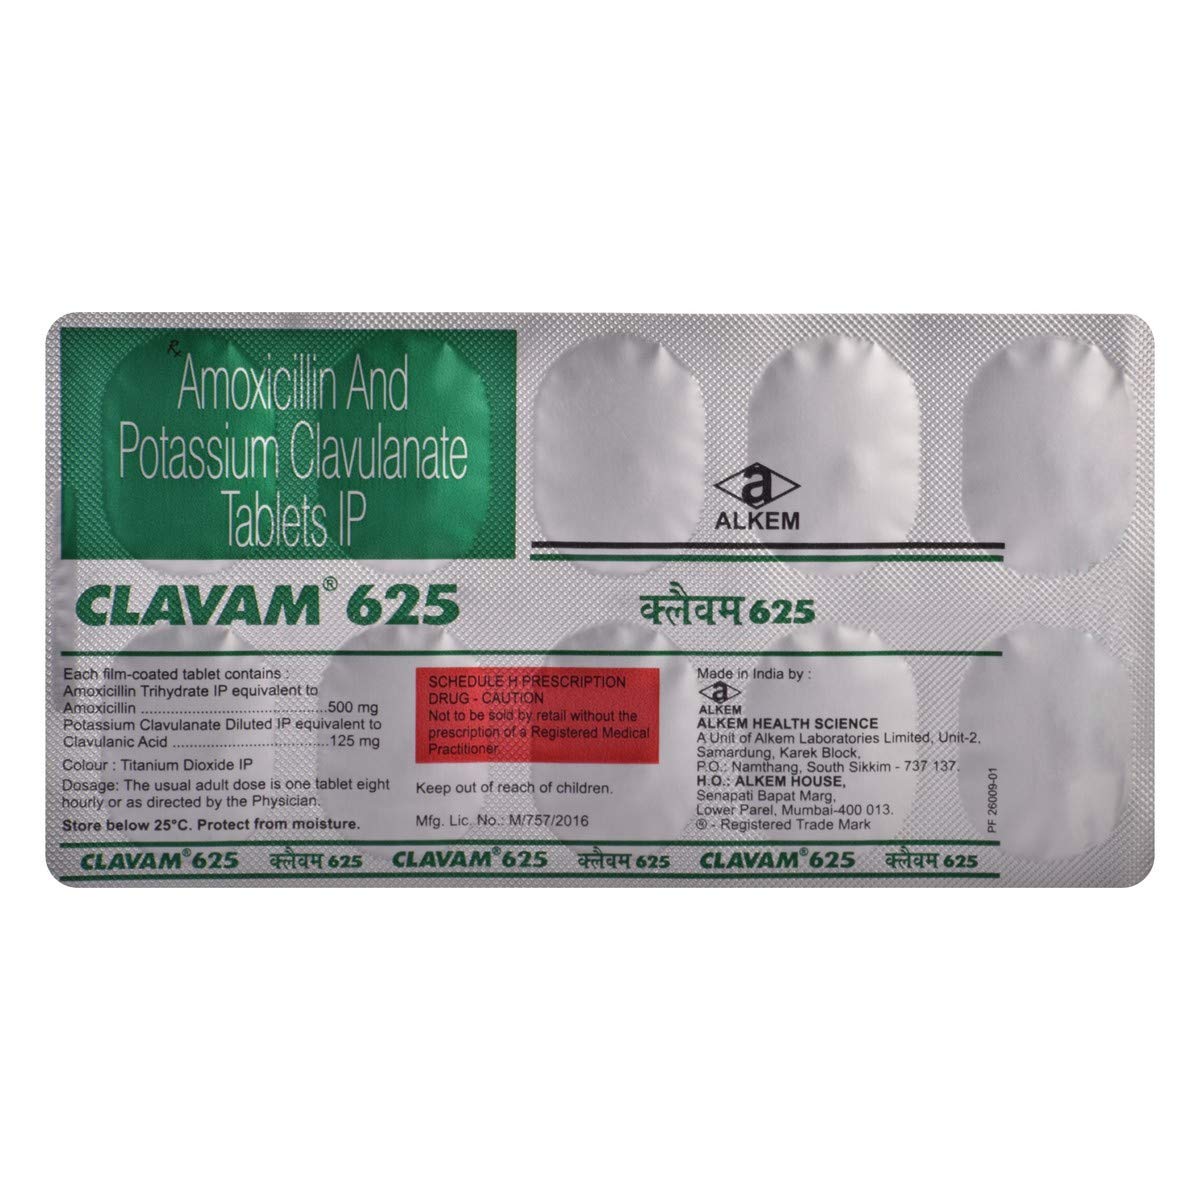 Rx
Amoxicillin And
Potassium Clavulanate
Tablets IP
a
ALKEM
CLAVAM® 625
क्लैवम 625
Each film-coated tablet contains :
Amoxicillin Trihydrate IP equivalent to
Amoxicillin ..................................500 mg
Potassium Clavulanate Diluted IP equivalent to
Clavulanic Acid ............................125 mg
Colour : Titanium Dioxide IP
Dosage: The usual adult dose is one tablet eight
hourly or as directed by the Physician.
Store below 25°C. Protect from moisture.
SCHEDULE H PRESCRIPTION
DRUG - CAUTION
Not to be sold by retail without the
prescription of a Registered Medical
Practitioner.
Keep out of reach of children.
Mfg. Lic. No.: M/757/2016
Made in India by :
a
ALKEM
ALKEM HEALTH SCIENCE
A Unit of Alkem Laboratories Limited, Unit-2,
Samardung, Karek Block,
P.O.: Namthang, South Sikkim - 737 137.
H.O.: ALKEM HOUSE,
Senapati Bapat Marg,
Lower Parel, Mumbai-400 013.
® - Registered Trade Mark
PF 26009-01
CLAVAM® 625 क्लैवम 625 CLAVAM® 625 क्लैवम 625 CLAVAM® 625 क्लैवम 625